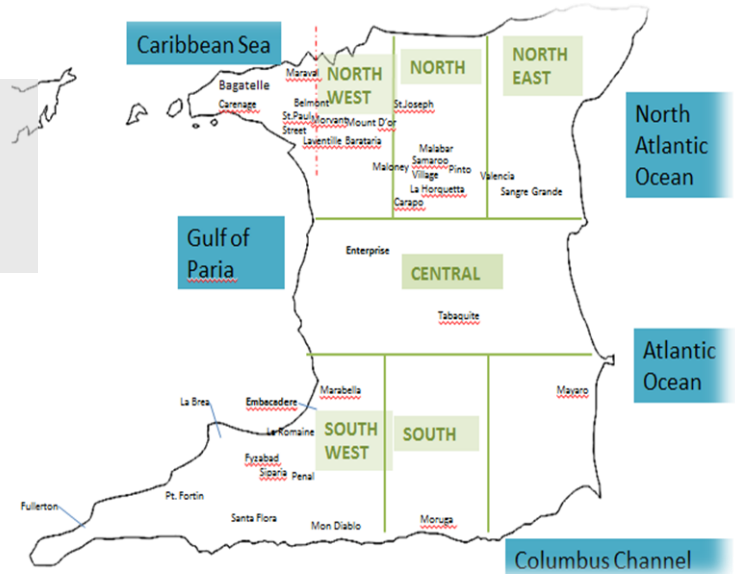 Caribbean Sea
NORTH
WEST
NORTH
NORTH
EAST
Maraval
Bagatelle
Carenage
Belmont
St.Paul
Street
Morvant
Mount D'or
St.Joseph
Laventille
Barataria
North
Atlantic
Ocean
Malabar
Samaroo
Village
Maloney
Pinto
Valencia
La Horquetta
Sangre Grande
Carapo
Gulf of
Paria
Enterprise
CENTRAL
Tabaquite
Atlantic
Ocean
Marabella
Mayaro
La Brea
Embacadere
La Romaine
SOUTH
WEST
SOUTH
Fyzabad
Siparia
Penal
Pt. Fortin
Fullerton
Santa Flora
Mon Diablo
Moruga
Columbus Channel